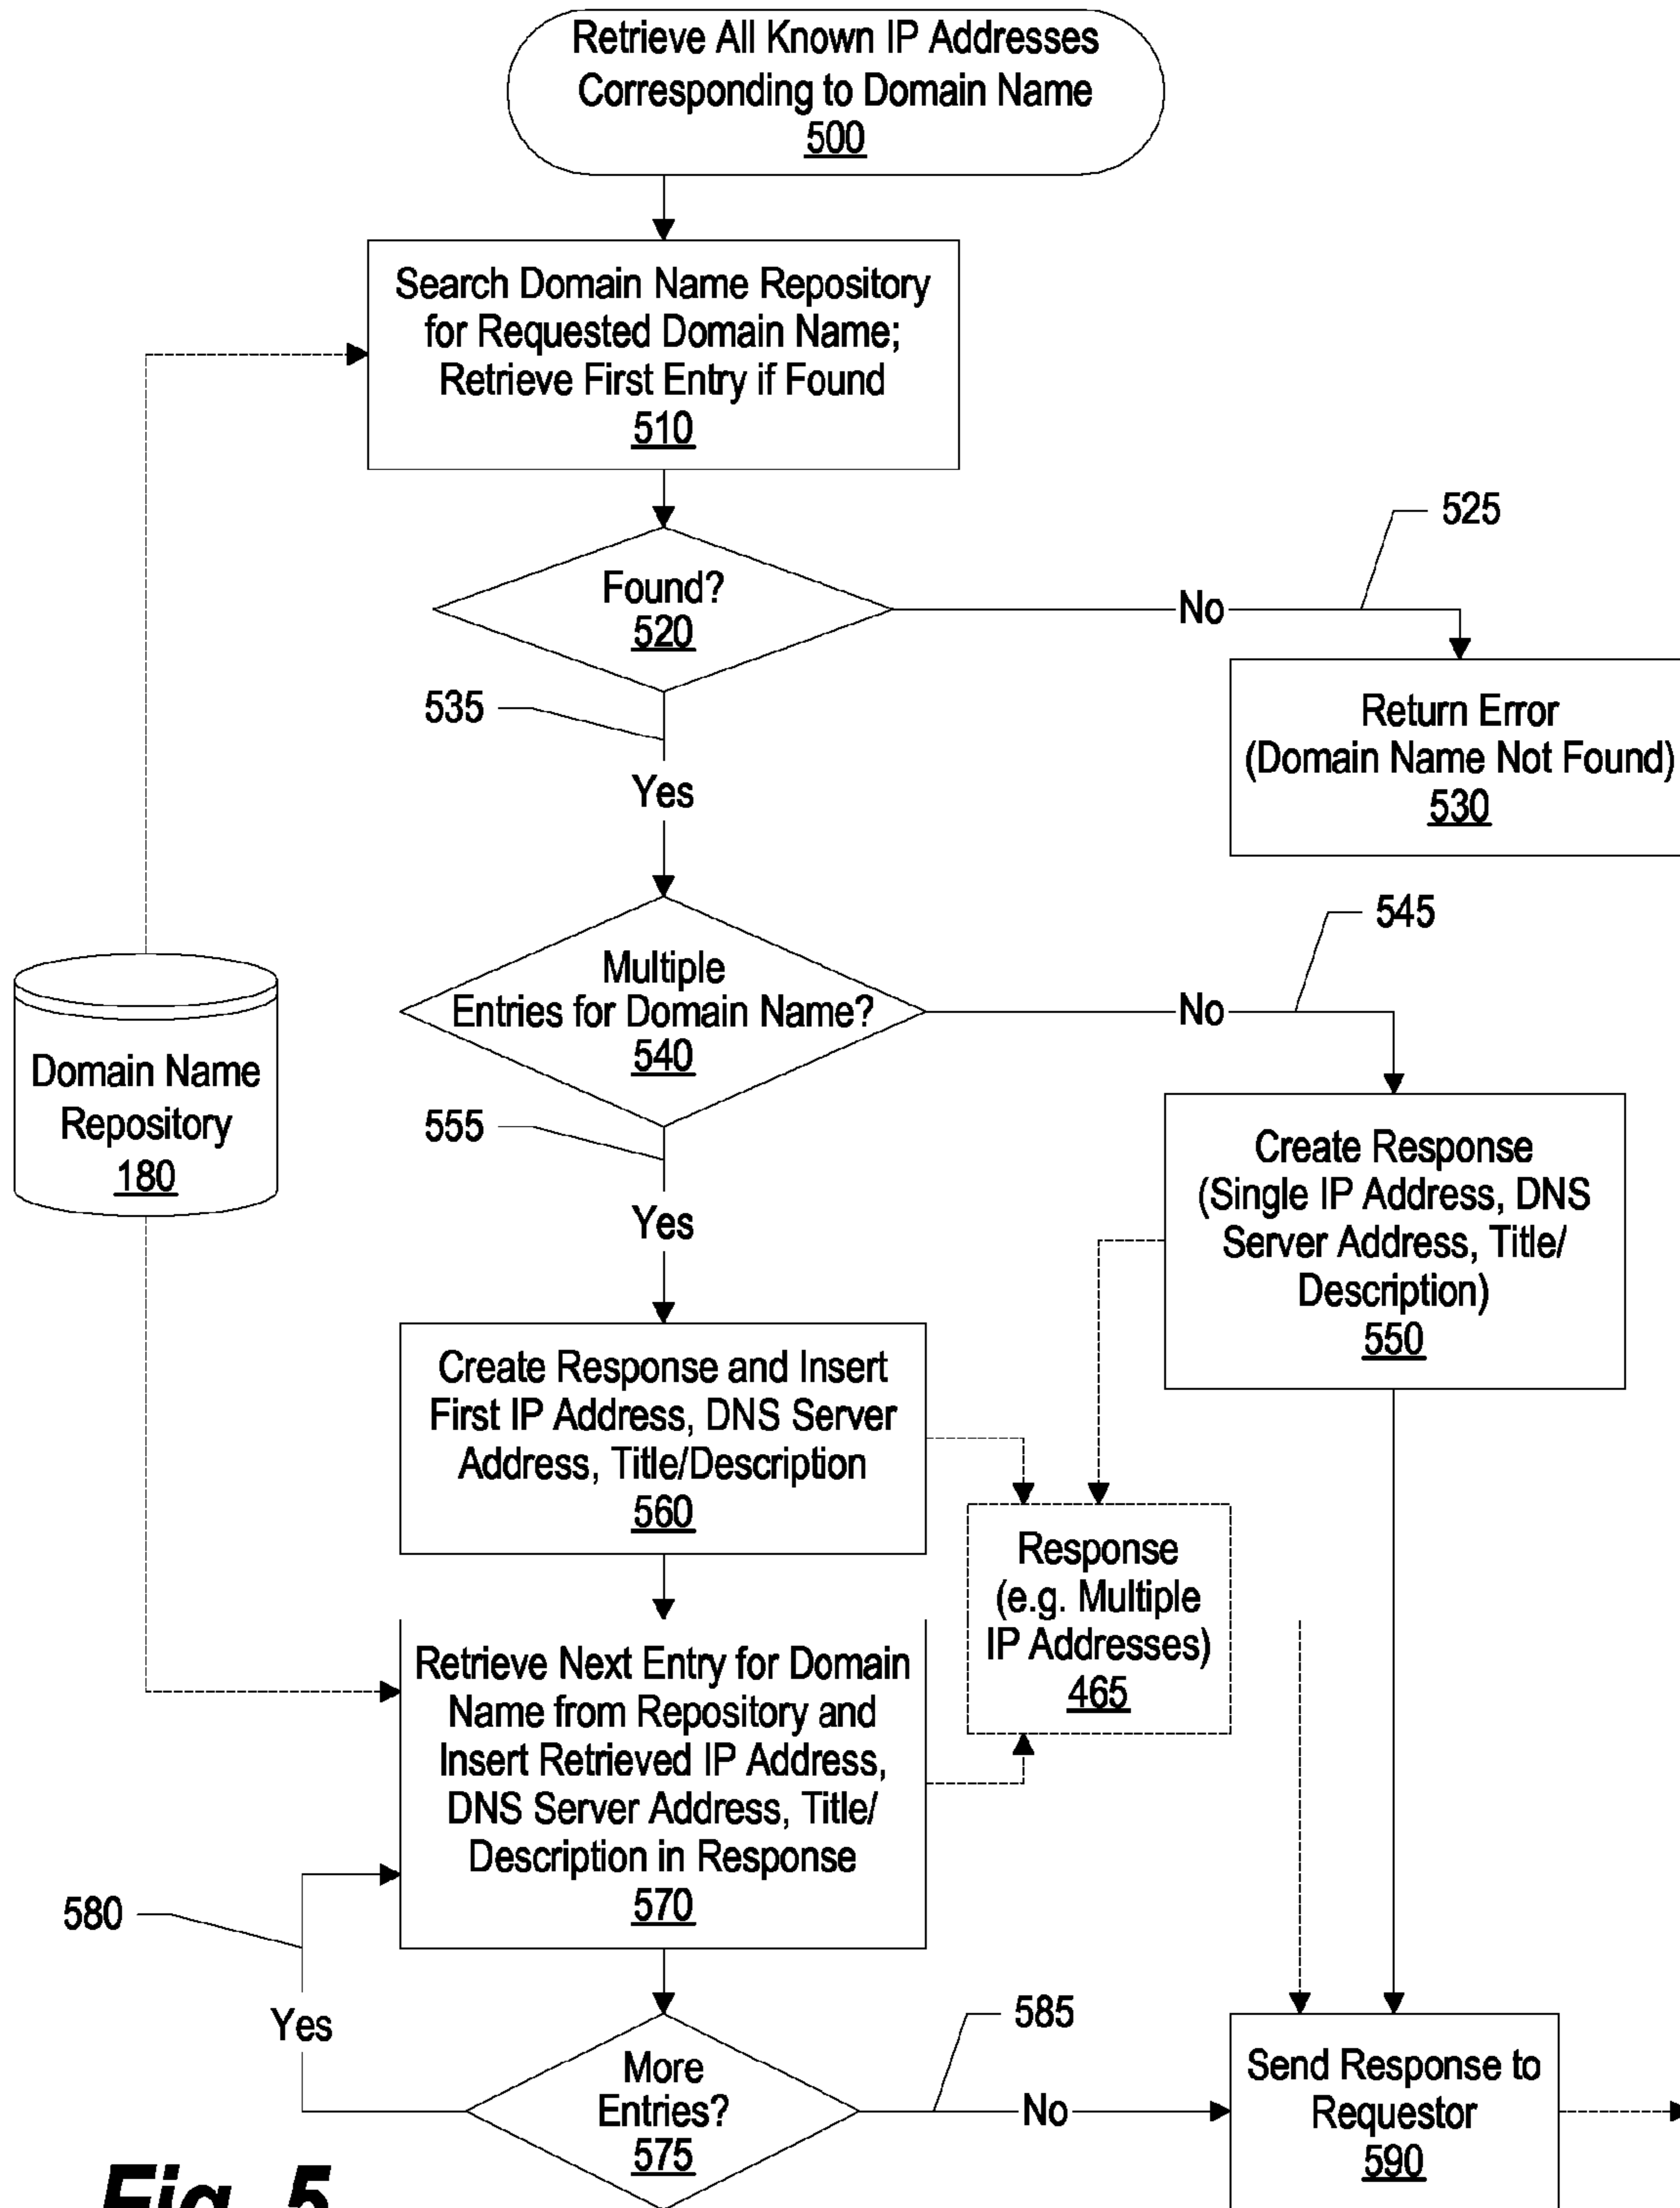 Retrieve All Known IP Addresses
Corresponding to Domain Name
500
Search Domain Name Repository
for Requested Domain Name;
Retrieve First Entry if Found
510
525
Found?
520
No
535
Return Error
(Domain Name Not Found)
530
Yes
545
Multiple
Entries for Domain Name?
540
No
Domain Name
Repository
180
555
Create Response
(Single IP Address, DNS
Server Address, Title/
Description)
550
Yes
Create Response and Insert
First IP Address, DNS Server
Address, Title/Description
560
Response
(e.g. Multiple
IP Addresses)
465
Retrieve Next Entry for Domain
Name from Repository and
Insert Retrieved IP Address,
DNS Server Address, Title/
Description in Response
570
580
Yes
585
More
Entries?
575
No
Send Response to
Requestor
590
Fig. 5